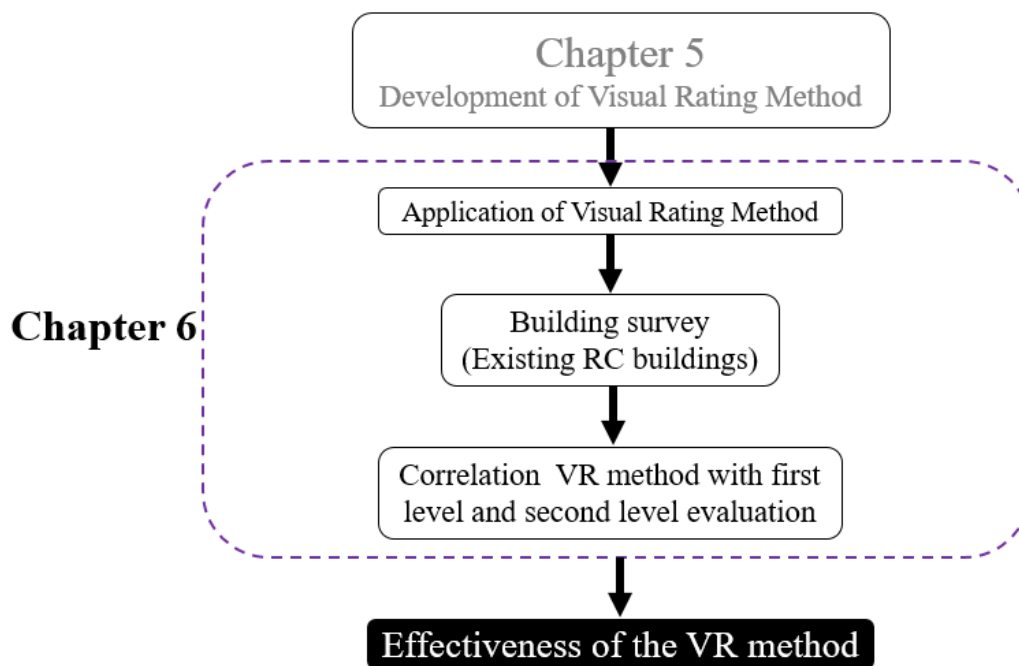 Chapter 5
Development of Visual Rating Method
Application of Visual Rating Method
Chapter 6
Building survey
(Existing RC buildings)
Correlation VR method with first
level and second level evaluation
Effectiveness of the VR method